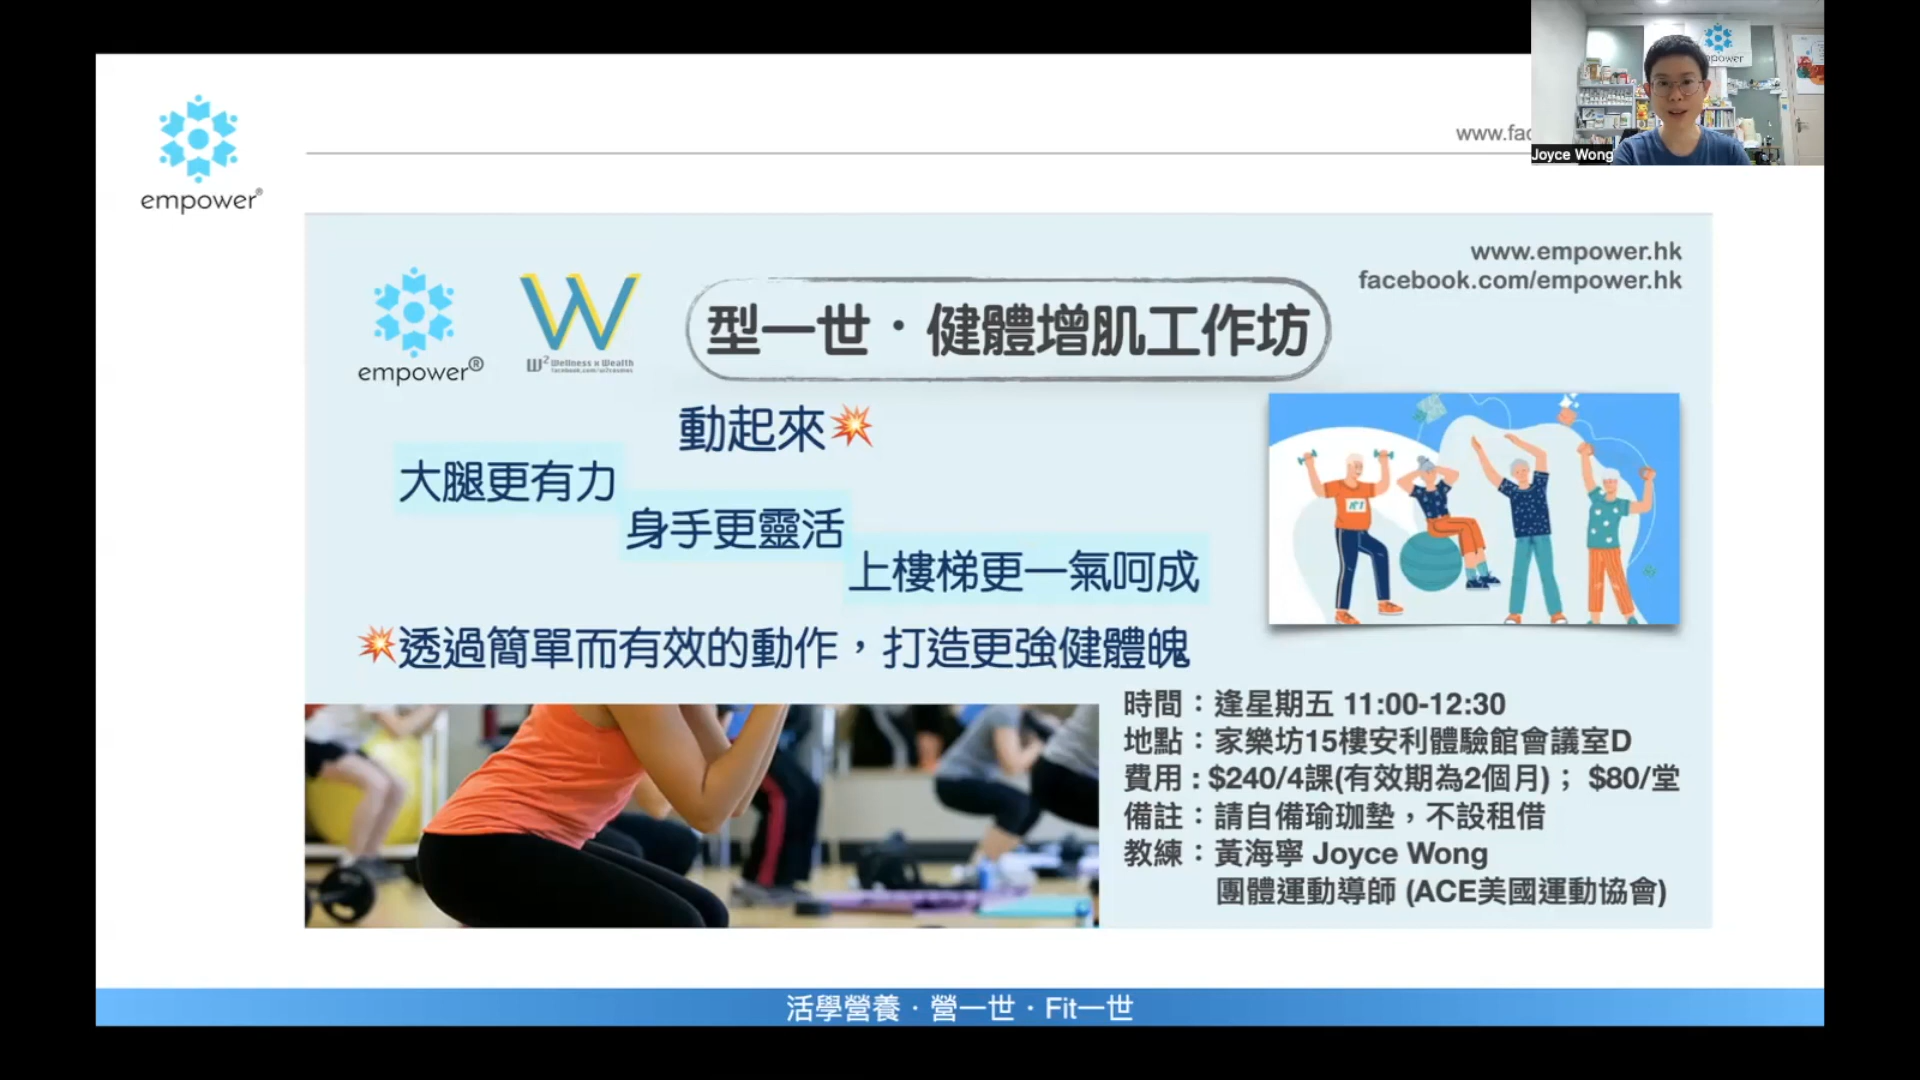 empower®
www.fac
empower
Joyce Wong
www.empower.hk
facebook.com/empower.hk
empower®
W² Wellness x Wealth
型一世·健體增肌工作坊
動起來
大腿更有力
身手更靈活
上樓梯更一氣呵成
透過簡單而有效的動作，打造更強健體魄
時間：逢星期五 11:00-12:30
地點：家樂坊15樓安利體驗館會議室D
費用：$240/4課(有效期為2個月)； $80/堂
備註：請自備瑜珈墊，不設租借
教練：黃海寧 Joyce Wong
團體運動導師 (ACE美國運動協會)
活學營養·營一世·Fit一世